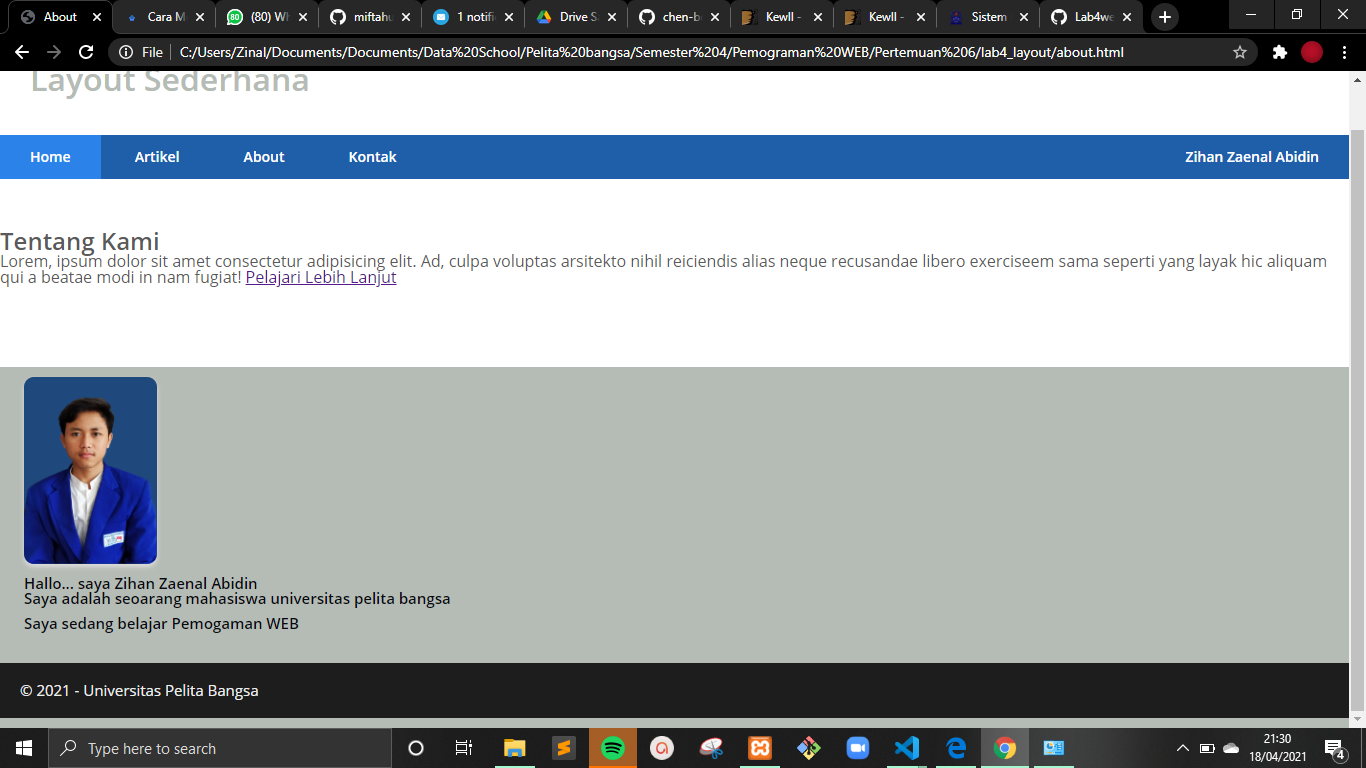 About
Cara M
(80) Wh
miftahu
1 notifi
Drive S
chen-b
Kewll -
Kewll -
Sistem
Lab4we
File
C:/Users/Zinal/Documents/Documents/Data%20School/Pelita%20bangsa/Semester%204/Pemograman%20WEB/Pertemuan%206/lab4_layout/about.html
Layout Sederhana
Home Artikel About Kontak Zihan Zaenal Abidin
Tentang Kami
Lorem, ipsum dolor sit amet consectetur adipisicing elit. Ad, culpa voluptas arsitekto nihil reiciendis alias neque recusandae libero exerciseem sama seperti yang layak hic aliquam
qui a beatae modi in nam fugiat! Pelajari Lebih Lanjut
Hallo... saya Zihan Zaenal Abidin
Saya adalah seoarang mahasiswa universitas pelita bangsa
Saya sedang belajar Pemogaman WEB
© 2021 - Universitas Pelita Bangsa
Type here to search
21:30
18/04/2021
4